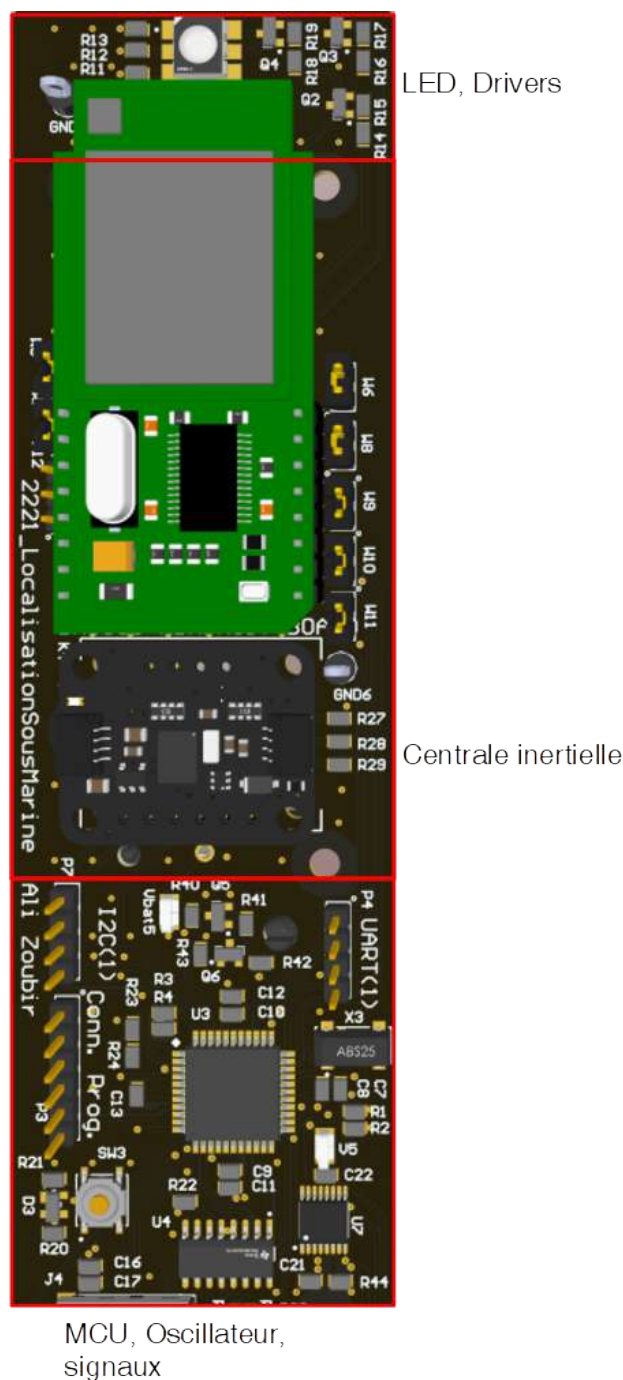 R13
R12
R11
Q4
R19
R18
Q3
R17
R16
LED, Drivers
GND
Q2
R15
R14
M8
M9
M10
M11
GND6
2221_LocalisationSousMarine
R27
R28
R29
Centrale inertielle
P7
I2C(1)
Ali Zoubir
Vbat5
R40
Q5
R41
R43
Q6
R42
P4
UART(1)
R3
R4
U3
R23
R24
C12
C10
X3
ABS25
Conn. Prog.
P3
C13
C8
C7
R1
R2
R21
SW3
D3
R20
C9
C11
R22
U4
V5
C22
U7
C16
C17
J4
C21
R44
MCU, Oscillateur,
signaux